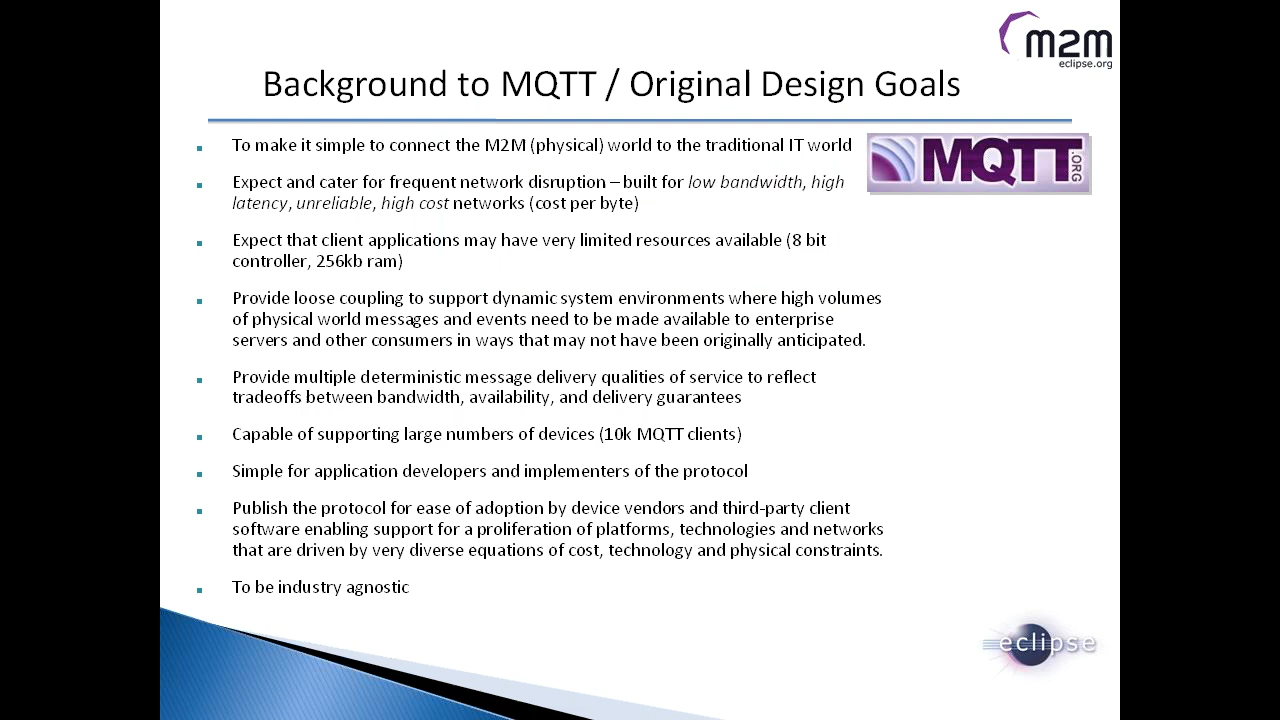 m2m
eclipse.org
Background to MQTT / Original Design Goals
To make it simple to connect the M2M (physical) world to the traditional IT world
MQTT.ORG
Expect and cater for frequent network disruption – built for low bandwidth, high
latency, unreliable, high cost networks (cost per byte)
Expect that client applications may have very limited resources available (8 bit
controller, 256kb ram)
Provide loose coupling to support dynamic system environments where high volumes
of physical world messages and events need to be made available to enterprise
servers and other consumers in ways that may not have been originally anticipated.
Provide multiple deterministic message delivery qualities of service to reflect
tradeoffs between bandwidth, availability, and delivery guarantees
Capable of supporting large numbers of devices (10k MQTT clients)
Simple for application developers and implementers of the protocol
Publish the protocol for ease of adoption by device vendors and third-party client
software enabling support for a proliferation of platforms, technologies and networks
that are driven by very diverse equations of cost, technology and physical constraints.
To be industry agnostic
eclipse